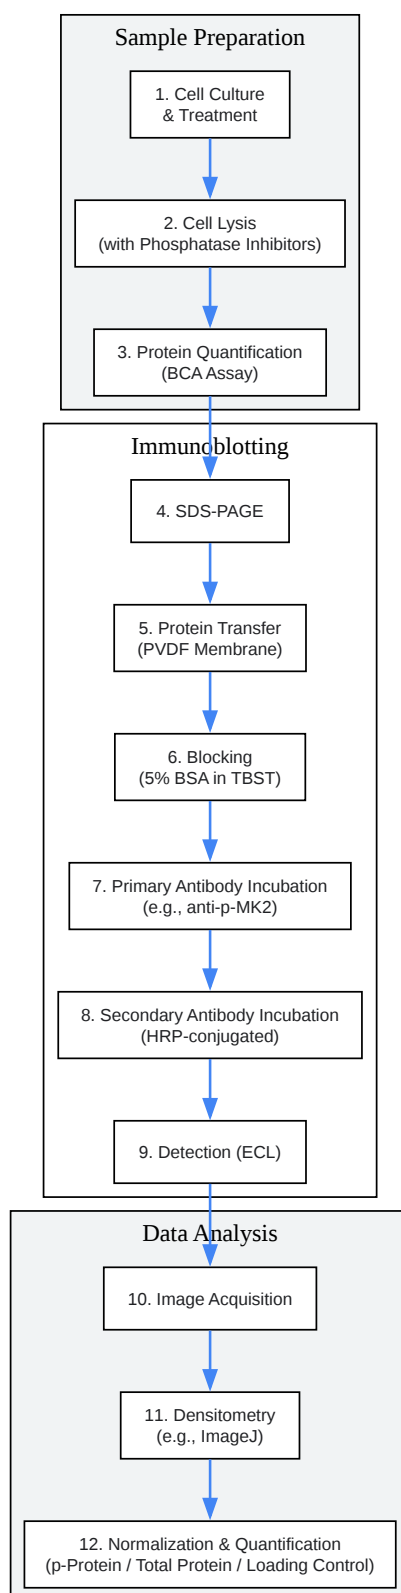 Sample Preparation
1. Cell Culture
& Treatment
2. Cell Lysis
(with Phosphatase Inhibitors)
3. Protein Quantification
(BCA Assay)
Immunoblotting
4. SDS-PAGE
5. Protein Transfer
(PVDF Membrane)
6. Blocking
(5% BSA in TBST)
7. Primary Antibody Incubation
(e.g., anti-p-MK2)
8. Secondary Antibody Incubation
(HRP-conjugated)
9. Detection (ECL)
Data Analysis
10. Image Acquisition
11. Densitometry
(e.g., ImageJ)
12. Normalization & Quantification
(p-Protein / Total Protein / Loading Control)